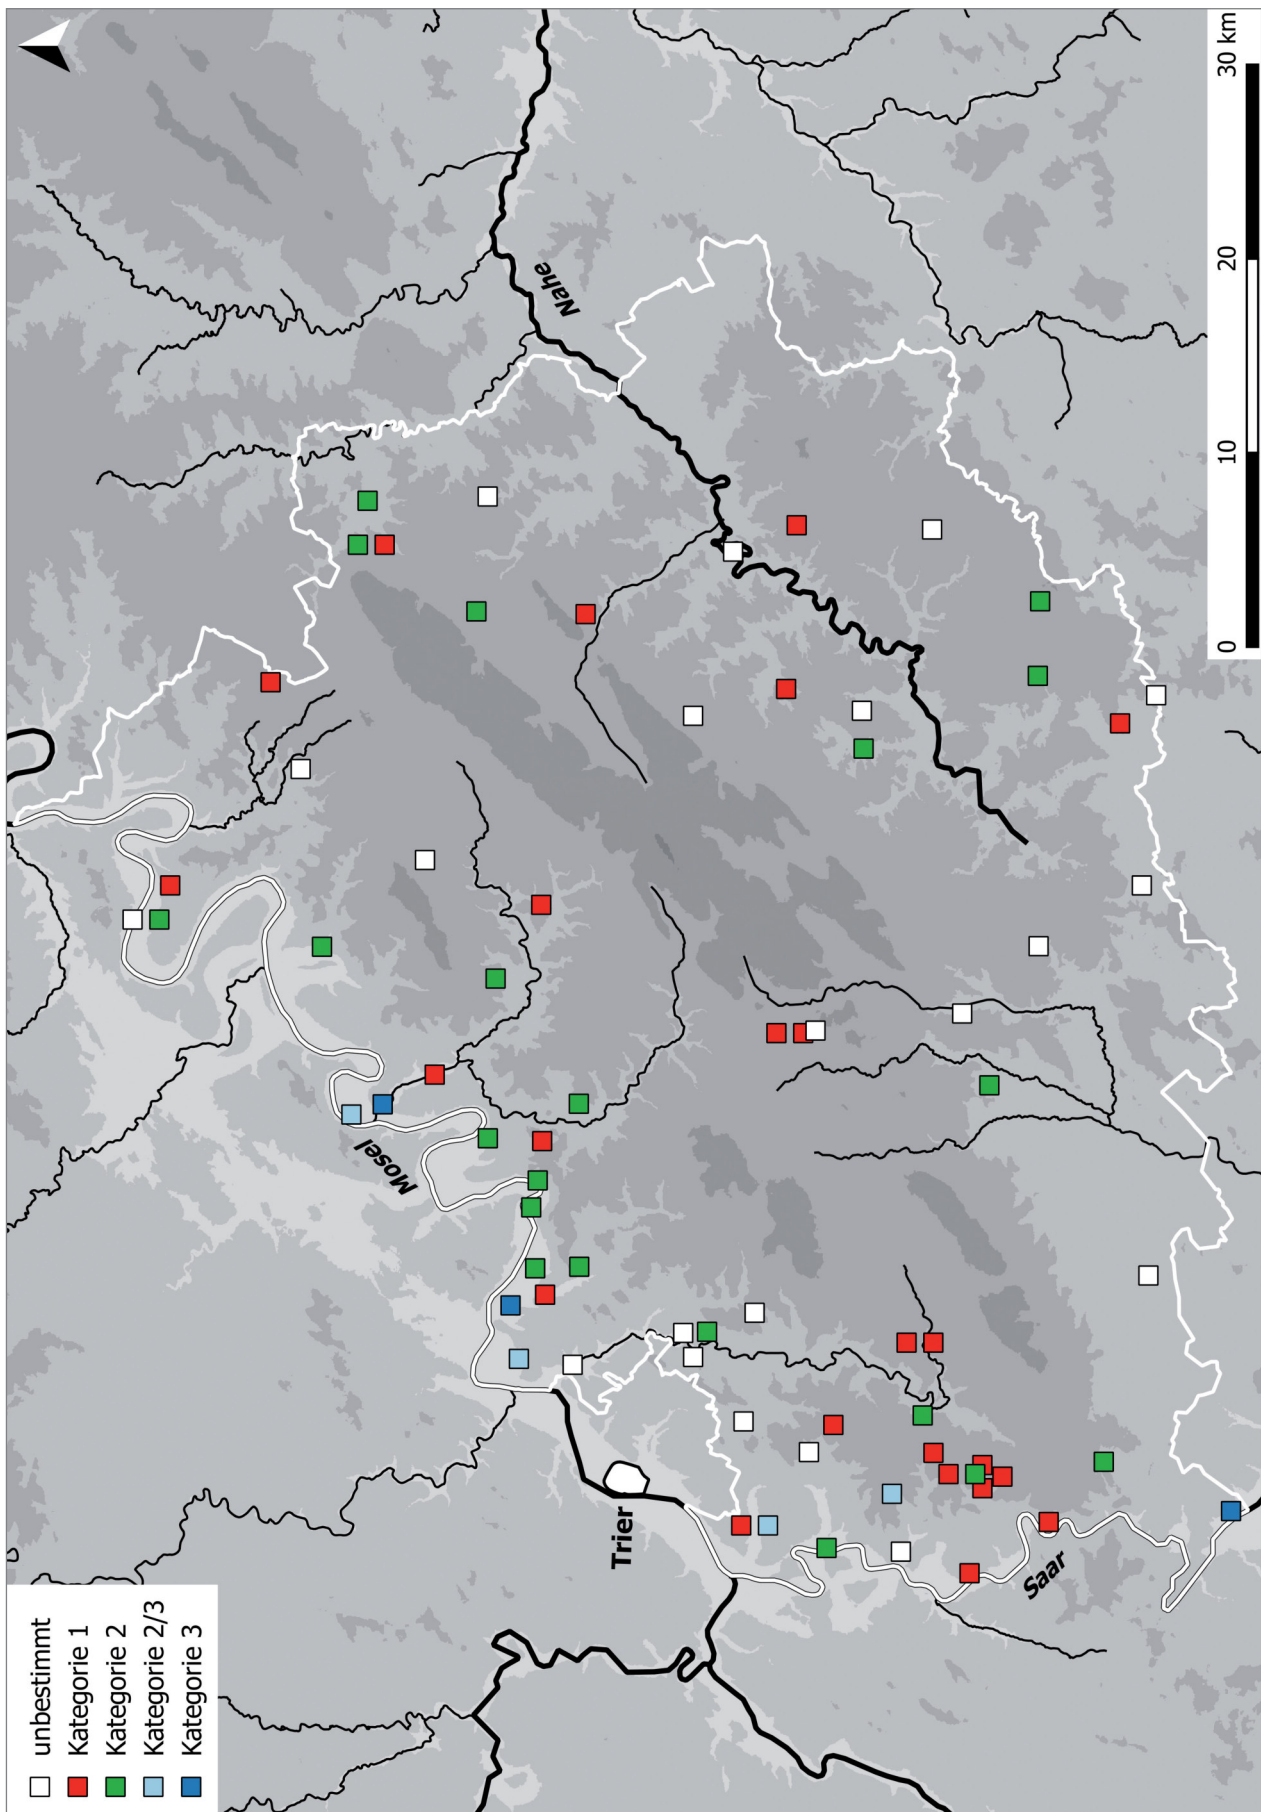 unbestimmt
Kategorie 1
Kategorie 2
Kategorie 2/3
Kategorie 3
Mosel
Nahe
Trier
Saar
0 10 20 30 km